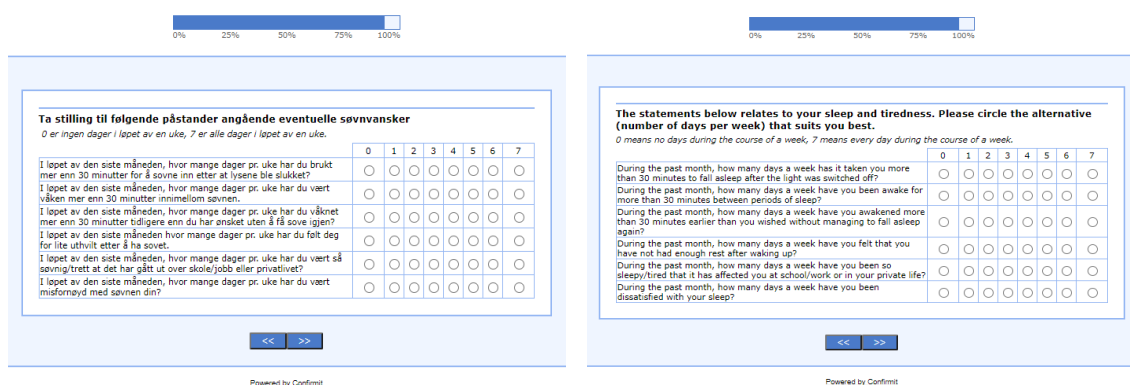 0% 25% 50% 75% 100%
Ta stilling til følgende påstander angående eventuelle søvnvansker
0 er ingen dager i løpet av en uke, 7 er alle dager i løpet av en uke.
0 1 2 3 4 5 6 7
I løpet av den siste måneden, hvor mange dager pr. uke har du brukt
mer enn 30 minutter for å sovne inn etter at lysene ble slukket?
I løpet av den siste måneden, hvor mange dager pr. uke har du vært
våken mer enn 30 minutter innimellom søvnen.
I løpet av den siste måneden, hvor mange dager pr. uke har du våknet
mer enn 30 minutter tidligere enn du har ønsket uten å få sove igjen?
I løpet av den siste måneden hvor mange dager pr. uke har du følt deg
for lite uthvilt etter å ha sovet.
I løpet av den siste måneden, hvor mange dager pr. uke har du vært så
søvnig/trett at det har gått ut over skole/jobb eller privatlivet?
I løpet av den siste måneden, hvor mange dager pr. uke har du vært
misfornøyd med søvnen din?
<< >>
Powered by Confirmit
0% 25% 50% 75% 100%
The statements below relates to your sleep and tiredness. Please circle the alternative
(number of days per week) that suits you best.
0 means no days during the course of a week, 7 means every day during the course of a week.
0 1 2 3 4 5 6 7
During the past month, how many days a week has it taken you more
than 30 minutes to fall asleep after the light was switched off?
During the past month, how many days a week have you been awake for
more than 30 minutes between periods of sleep?
During the past month, how many days a week have you awakened more
than 30 minutes earlier than you wished without managing to fall asleep
again?
During the past month, how many days a week have you felt that you
have not had enough rest after waking up?
During the past month, how many days a week have you been so
sleepy/tired that it has affected you at school/work or in your private life?
During the past month, how many days a week have you been
dissatisfied with your sleep?
<< >>
Powered by Confirmit